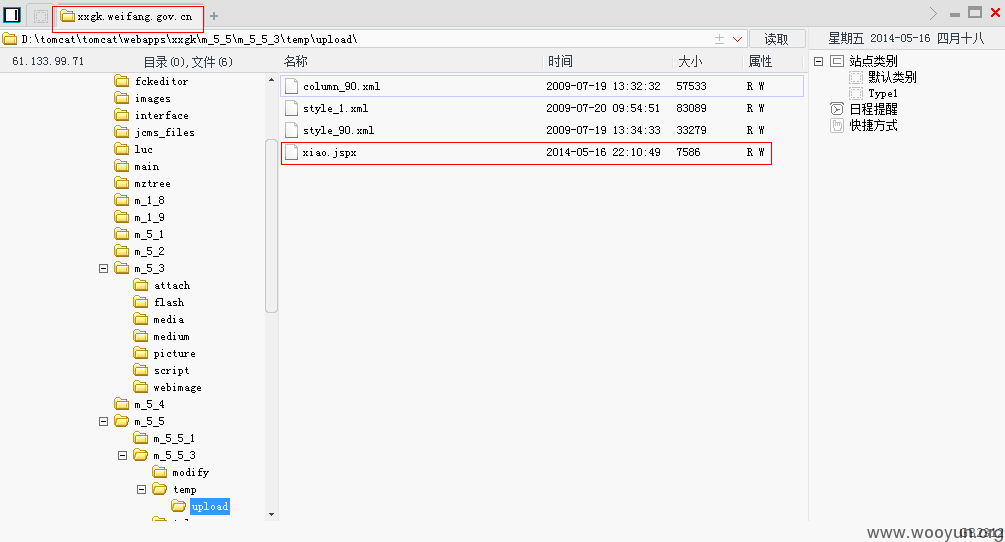 xxgk.weifang.gov.cn
D:\tomcat\tomcat\webapps\xxgk\m_5_5\m_5_5_3\temp\upload\
读取
星期五 2014-05-16 四月十八
61.133.99.71
目录(0),文件(6)
名称 时间 大小 属性
fckeditor
images
interface
jcms_files
luc
main
mztree
m_1_8
m_1_9
m_5_1
m_5_2
m_5_3
attach
flash
media
medium
picture
script
webimage
m_5_4
m_5_5
m_5_5_1
m_5_5_3
modify
temp
upload
column_90.xml 2009-07-19 13:32:32 57533 R W
style_1.xml 2009-07-20 09:54:51 83089 R W
style_90.xml 2009-07-19 13:34:33 33279 R W
xiao.jspx 2014-05-16 22:10:49 7586 R W
站点类别
默认类别
Type1
日程提醒
快捷方式
GB2312
www.wooyun.org